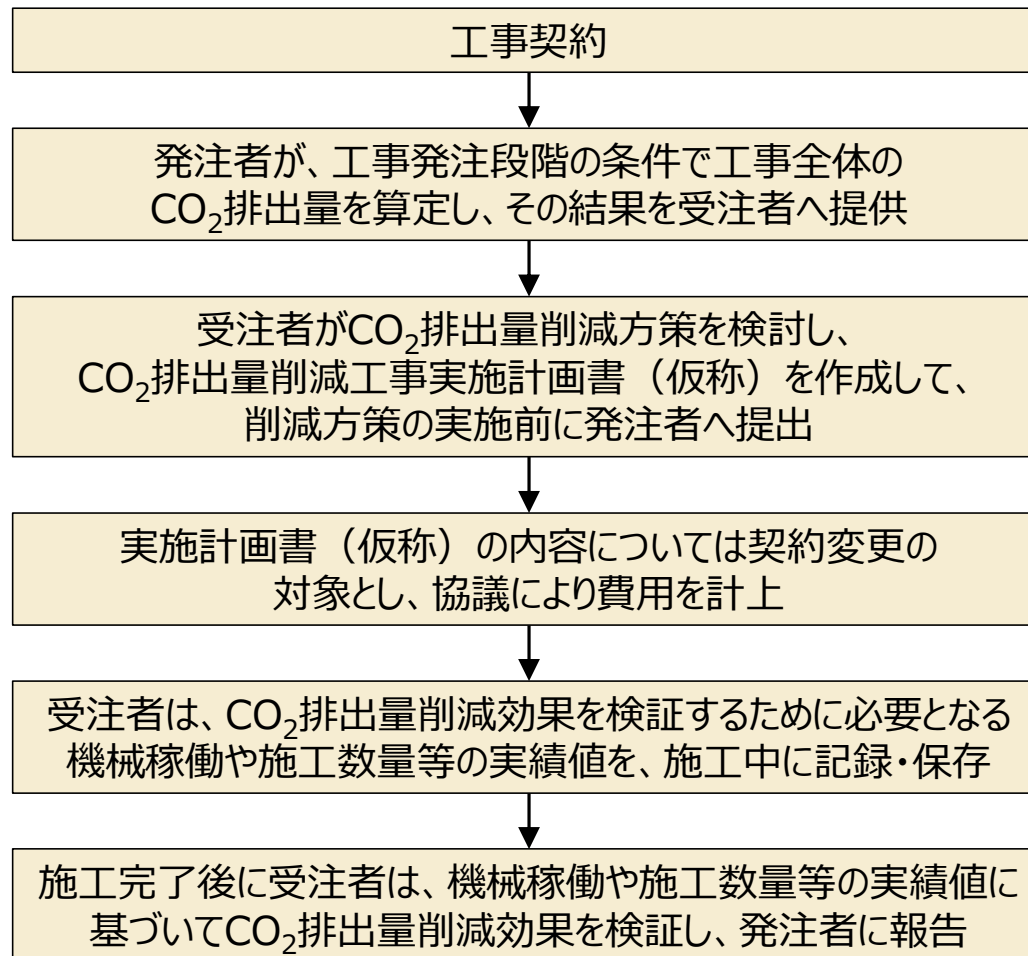 工事契約
発注者が、工事発注段階の条件で工事全体の
CO₂排出量を算定し、その結果を受注者へ提供
受注者がCO₂排出量削減方策を検討し、
CO₂排出量削減工事実施計画書（仮称）を作成して、
削減方策の実施前に発注者へ提出
実施計画書（仮称）の内容については契約変更の
対象とし、協議により費用を計上
受注者は、CO₂排出量削減効果を検証するために必要となる
機械稼働や施工数量等の実績値を、施工中に記録・保存
施工完了後に受注者は、機械稼働や施工数量等の実績値に
基づいてCO₂排出量削減効果を検証し、発注者に報告